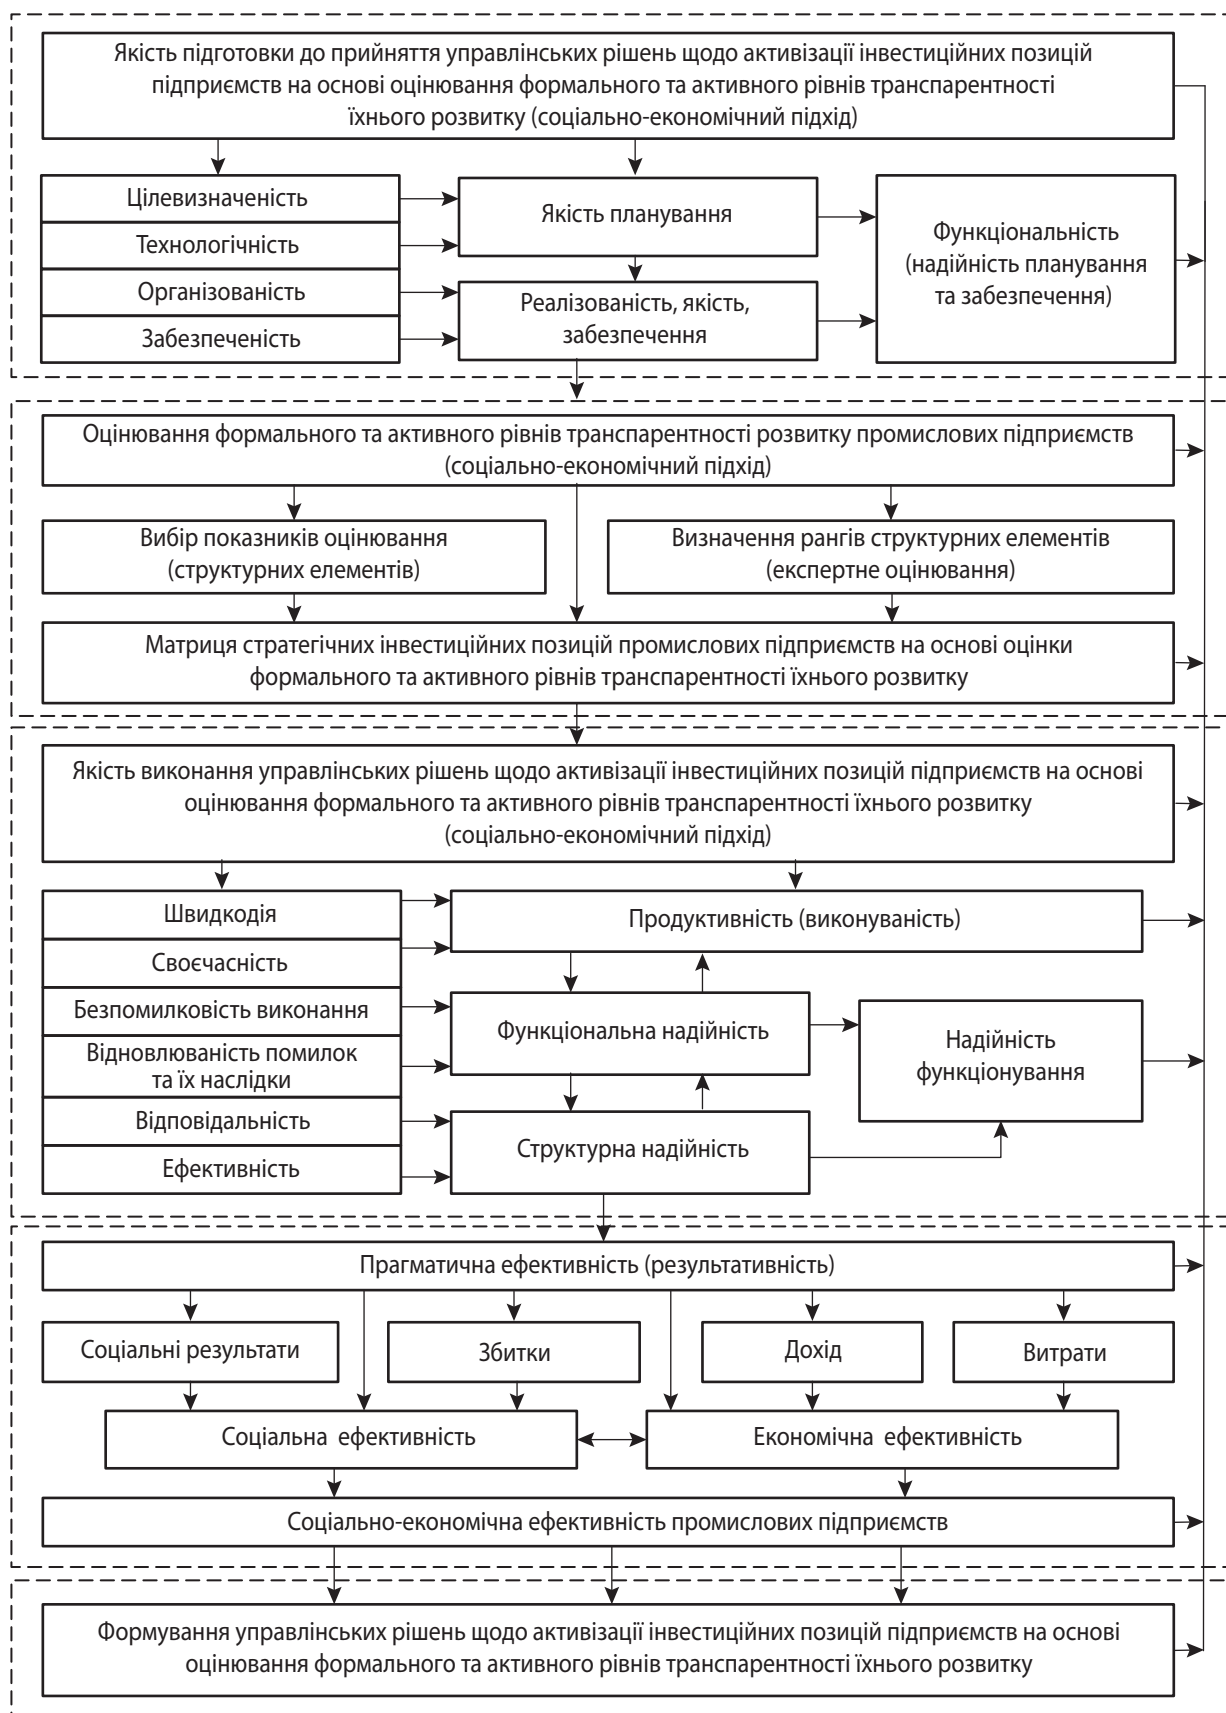 Якість підготовки до прийняття управлінських рішень щодо активізації інвестиційних позицій
підприємств на основі оцінювання формального та активного рівнів транспарентності
їхнього розвитку (соціально-економічний підхід)
Цілевизначеність
Технологічність
Організованість
Забезпеченість
Якість планування
Реалізованість, якість,
забезпечення
Функціональність
(надійність планування
та забезпечення)
Оцінювання формального та активного рівнів транспарентності розвитку промислових підприємств
(соціально-економічний підхід)
Вибір показників оцінювання
(структурних елементів)
Визначення рангів структурних елементів
(експертне оцінювання)
Матриця стратегічних інвестиційних позицій промислових підприємств на основі оцінки
формального та активного рівнів транспарентності їхнього розвитку
Якість виконання управлінських рішень щодо активізації інвестиційних позицій підприємств на основі
оцінювання формального та активного рівнів транспарентності їхнього розвитку
(соціально-економічний підхід)
Швидкодія
Своєчасність
Безпомилковість виконання
Відновлюваність помилок
та їх наслідки
Відповідальність
Ефективність
Продуктивність (виконуваність)
Функціональна надійність
Структурна надійність
Надійність
функціонування
Прагматична ефективність (результативність)
Соціальні результати
Збитки
Дохід
Витрати
Соціальна ефективність
Економічна ефективність
Соціально-економічна ефективність промислових підприємств
Формування управлінських рішень щодо активізації інвестиційних позицій підприємств на основі
оцінювання формального та активного рівнів транспарентності їхнього розвитку